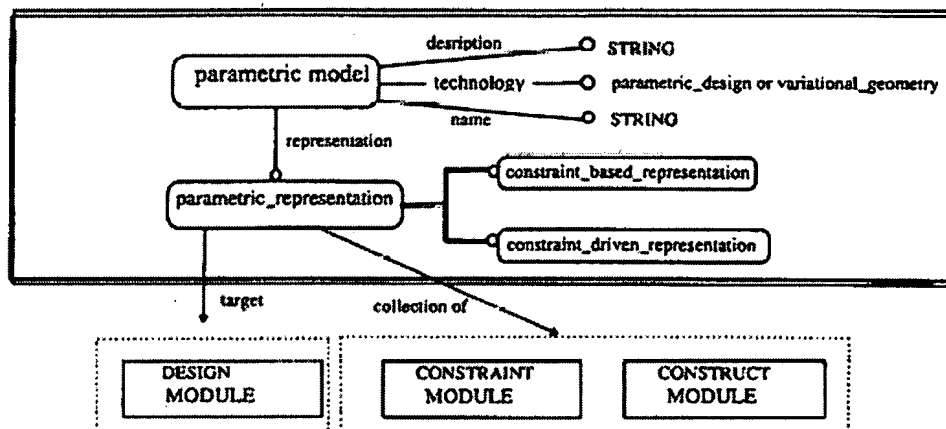 desription
STRING
parametric model
technology
parametric_design or variational_geometry
name
STRING
representation
constraint_based_representation
parametric_representation
constraint_driven_representation
target
collection of
DESIGN
MODULE
CONSTRAINT
MODULE
CONSTRUCT
MODULE